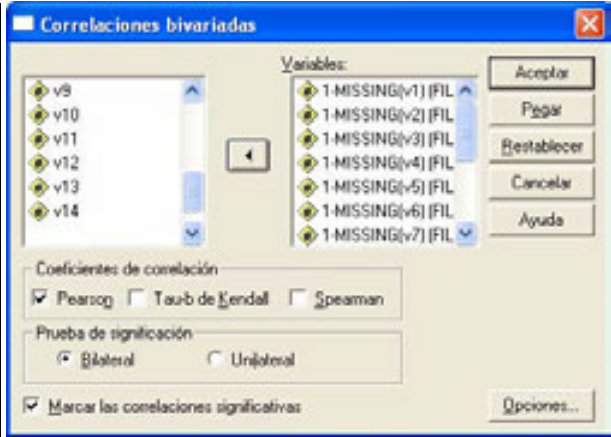 Correlaciones bivariadas
Variables:
v9
v10
v11
v12
v13
v14
1-MISSING(v1) (FIL
1-MISSING(v2) (FIL
1-MISSING(v3) (FIL
1-MISSING(v4) (FIL
1-MISSING(v5) (FIL
1-MISSING(v6) (FIL
1-MISSING(v7) (FIL
Aceptar
Pegar
Restablecer
Cancelar
Ayuda
Coeficientes de correlación
Pearson
Tau-b de Kendall
Spearman
Prueba de significación
Bilateral
Unilateral
Marcar las correlaciones significativas
Opciones...